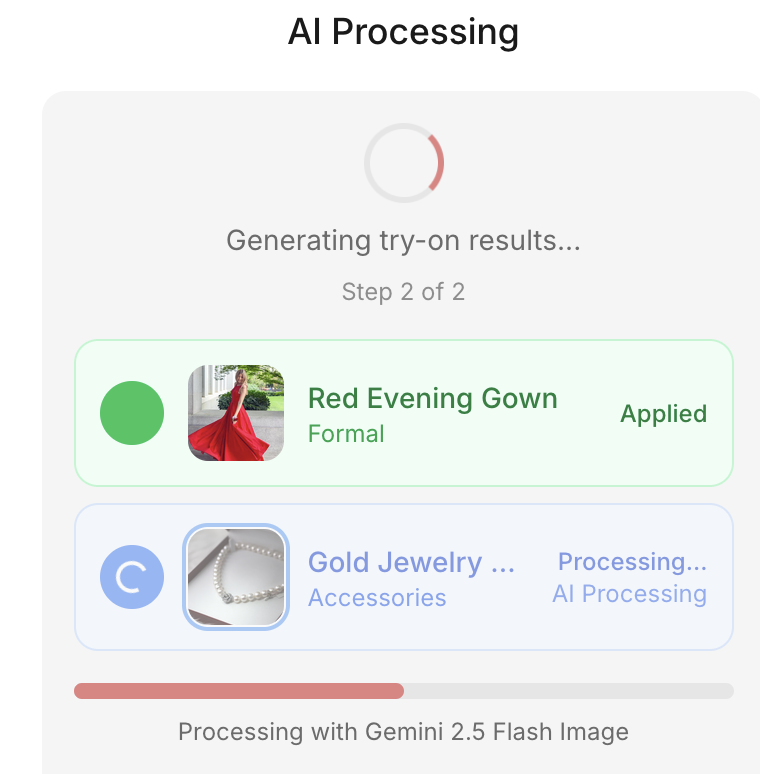 AI Processing
Generating try-on results...
Step 2 of 2
Red Evening Gown
Formal
Applied
Gold Jewelry ...
Accessories
Processing...
AI Processing
Processing with Gemini 2.5 Flash Image